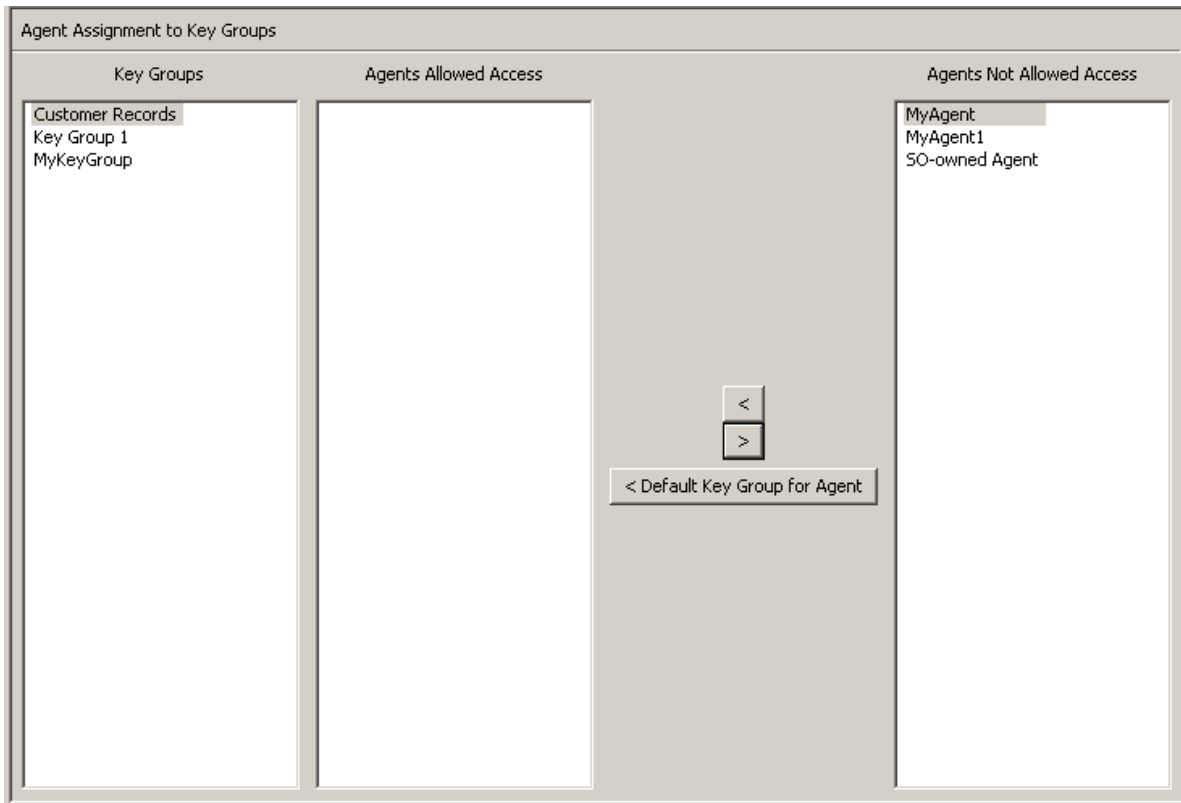 Agent Assignment to Key Groups
Key Groups
Agents Allowed Access
Agents Not Allowed Access
Customer Records
Key Group 1
MyKeyGroup
MyAgent
MyAgent1
SO-owned Agent
<
>
< Default Key Group for Agent